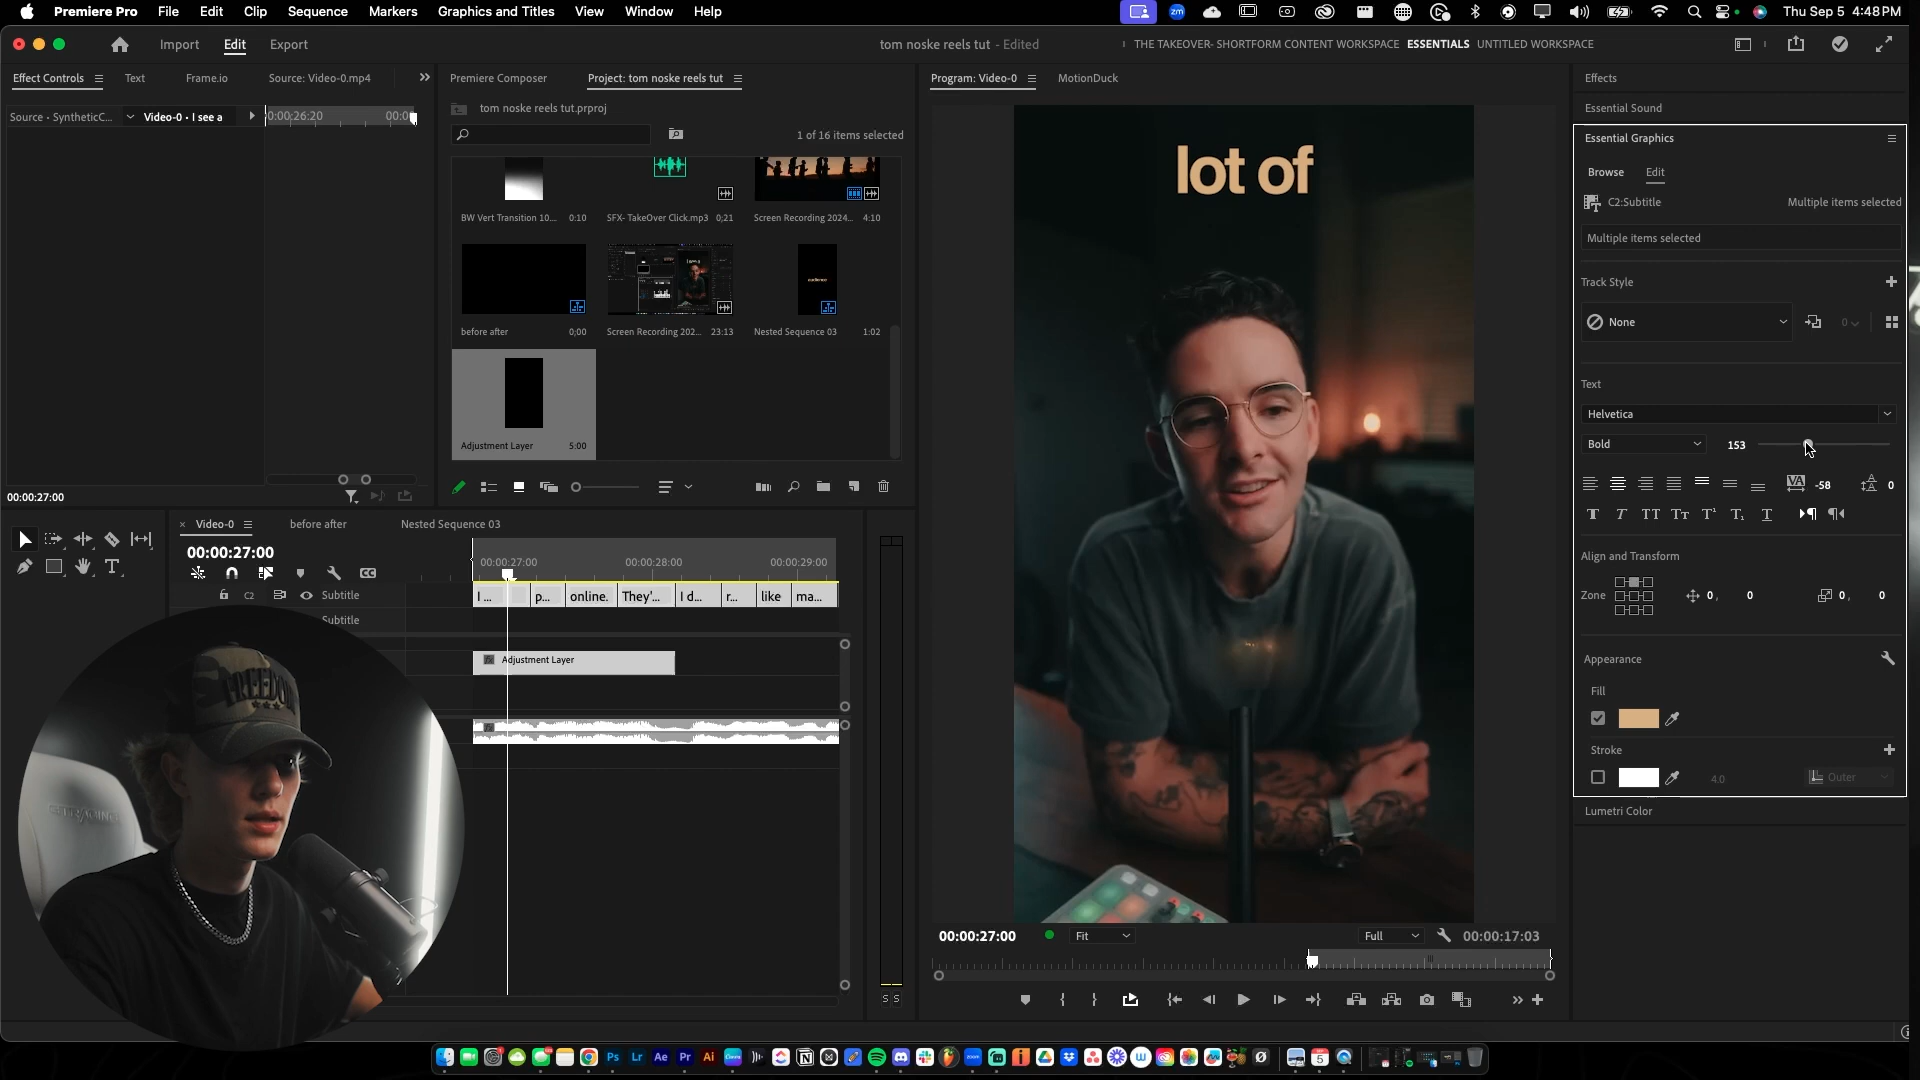 Premiere Pro File Edit Clip Sequence Markers Graphics and Titles View Window Help
Thu Sep 5 4:48 PM
Import Edit Export
tom noske reels tut - Edited
THE TAKEOVER- SHORTFORM CONTENT WORKSPACE ESSENTIALS UNTITLED WORKSPACE
Effect Controls Text Frame.io Source: Video-0.mp4
Source • SyntheticC... Video-0 • I see a
0:00:26:20 00:0
00:00:27:00
Premiere Composer Project: tom noske reels tut
tom noske reels tut.prproj
1 of 16 items selected
BW Vert Transition 10... 0:10
SFX- TakeOver Click.mp3 0;21
Screen Recording 2024... 4:10
before after 0;00
Screen Recording 202... 23:13
Nested Sequence 03 1:02
Adjustment Layer 5:00
Program: Video-0 MotionDuck
lot of
00:00:27:00 Fit Full 00:00:17:03
Effects
Essential Sound
Essential Graphics
Browse Edit
C2:Subtitle Multiple items selected
Multiple items selected
Track Style
None 0
Text
Helvetica
Bold 153
-58 0
Align and Transform
Zone 0 , 0 0 , 0
Appearance
Fill
Stroke
4.0 Outer
Lumetri Color
Video-0 before after Nested Sequence 03
00:00:27:00
00:00:27:00 00:00:28:00 00:00:29:00
C2 Subtitle
I ... p... online. They'... I d... r... like ma...
Subtitle
Adjustment Layer
S S
FREEDOM